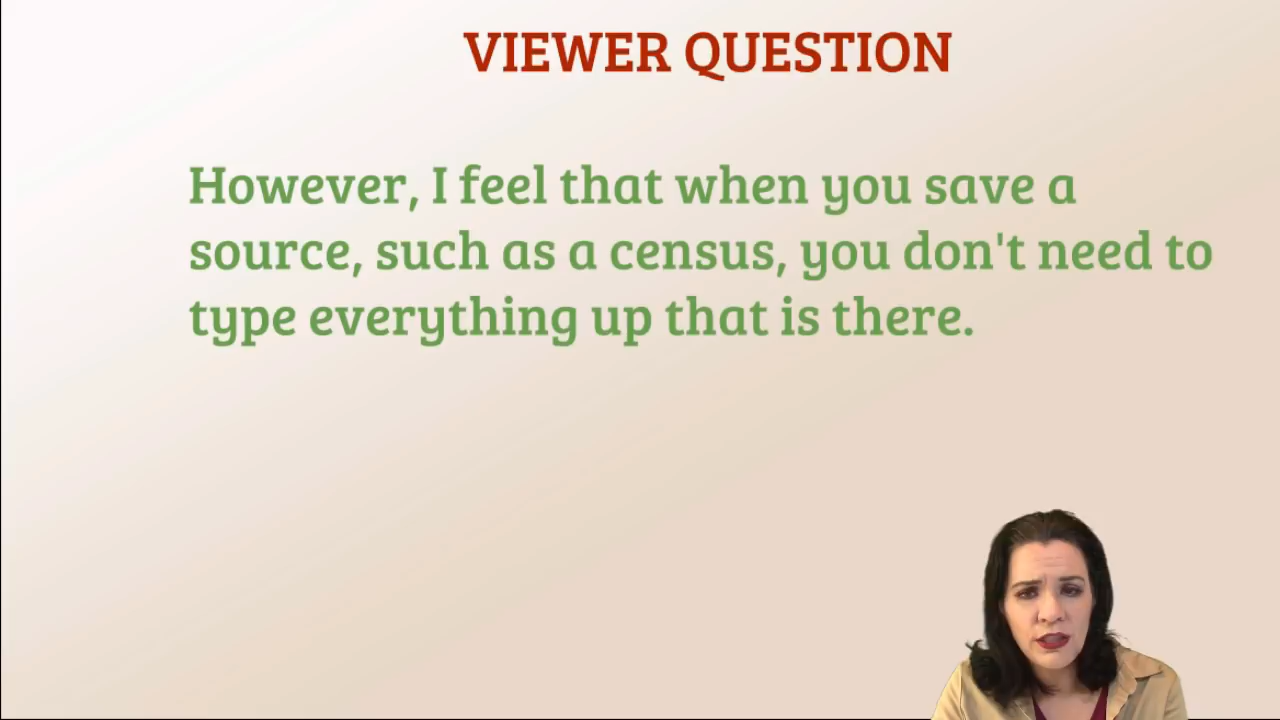 VIEWER QUESTION
However, I feel that when you save a
source, such as a census, you don't need to
type everything up that is there.